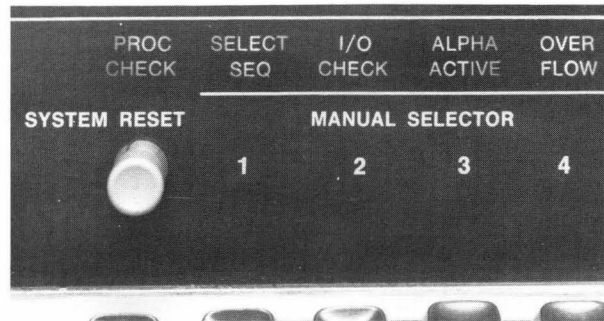 PROC SELECT I/O ALPHA OVER
CHECK SEQ CHECK ACTIVE FLOW
SYSTEM RESET MANUAL SELECTOR
1 2 3 4